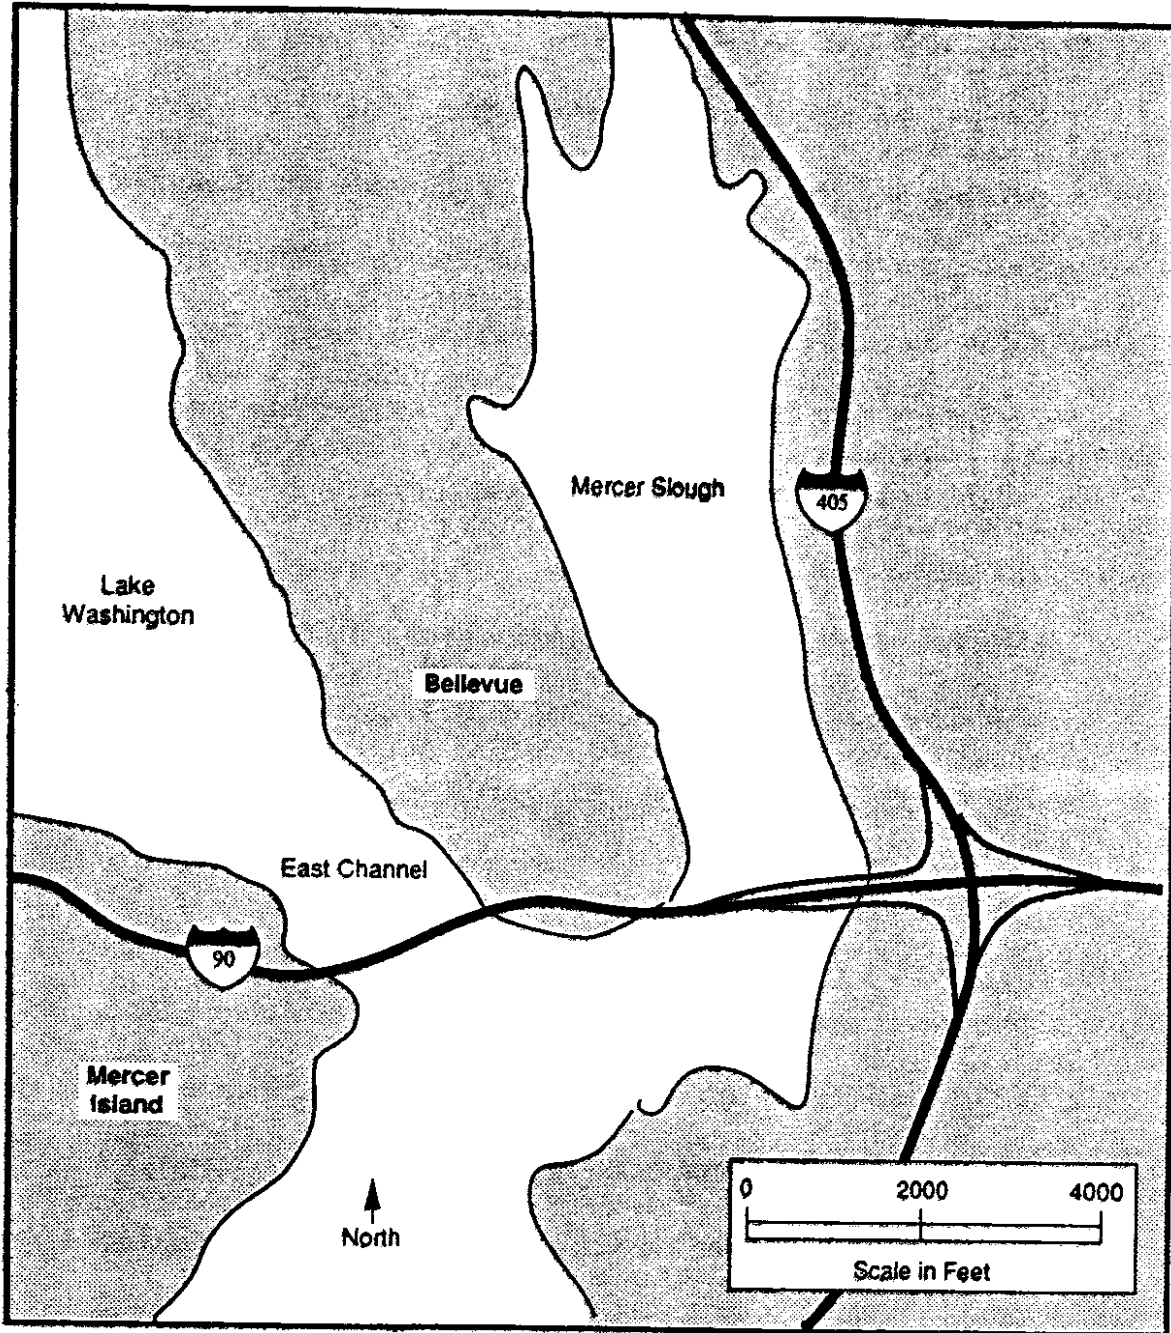 Mercer Slough
405
Lake
Washington
Bellevue
East Channel
90
Mercer
Island
North
0 2000 4000
Scale in Feet